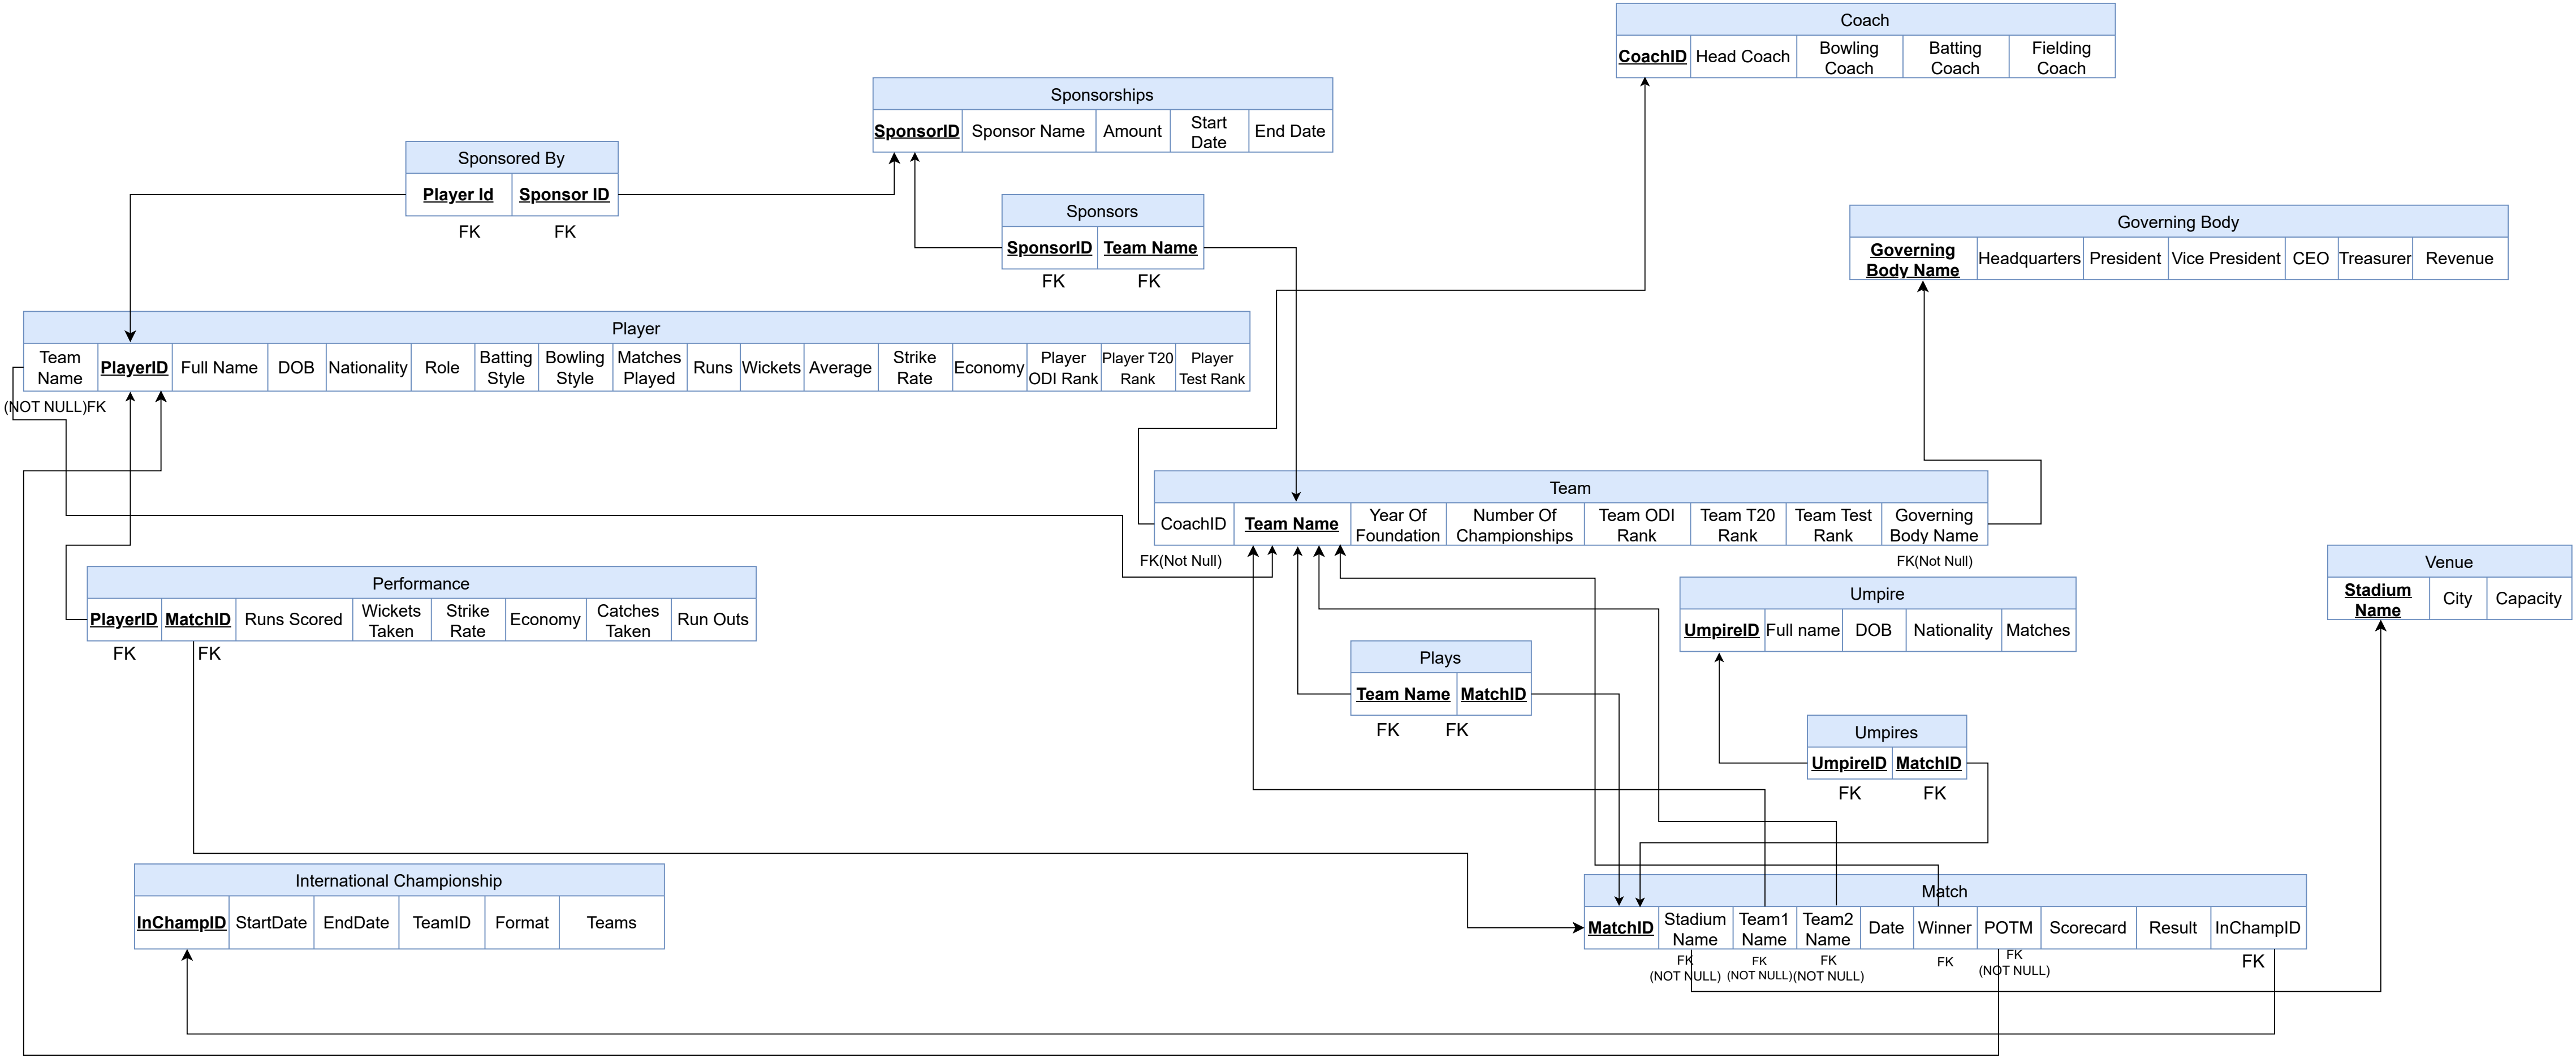 Coach
CoachID Head Coach Bowling Coach Batting Coach Fielding Coach
Sponsorships
SponsorID Sponsor Name Amount Start Date End Date
Sponsored By
Player Id Sponsor ID
FK FK
Sponsors
SponsorID Team Name
FK FK
Governing Body
Governing Body Name Headquarters President Vice President CEO Treasurer Revenue
Player
Team Name PlayerID Full Name DOB Nationality Role Batting Style Bowling Style Matches Played Runs Wickets Average Strike Rate Economy Player ODI Rank Player T20 Rank Player Test Rank
(NOT NULL)FK
Team
CoachID Team Name Year Of Foundation Number Of Championships Team ODI Rank Team T20 Rank Team Test Rank Governing Body Name
FK(Not Null) FK(Not Null)
Venue
Stadium Name City Capacity
Performance
PlayerID MatchID Runs Scored Wickets Taken Strike Rate Economy Catches Taken Run Outs
FK FK
Umpire
UmpireID Full name DOB Nationality Matches
Plays
Team Name MatchID
FK FK
Umpires
UmpireID MatchID
FK FK
International Championship
InChampID StartDate EndDate TeamID Format Teams
Match
MatchID Stadium Name Team1 Name Team2 Name Date Winner POTM Scorecard Result InChampID
FK (NOT NULL) FK (NOT NULL) FK (NOT NULL) FK FK (NOT NULL) FK